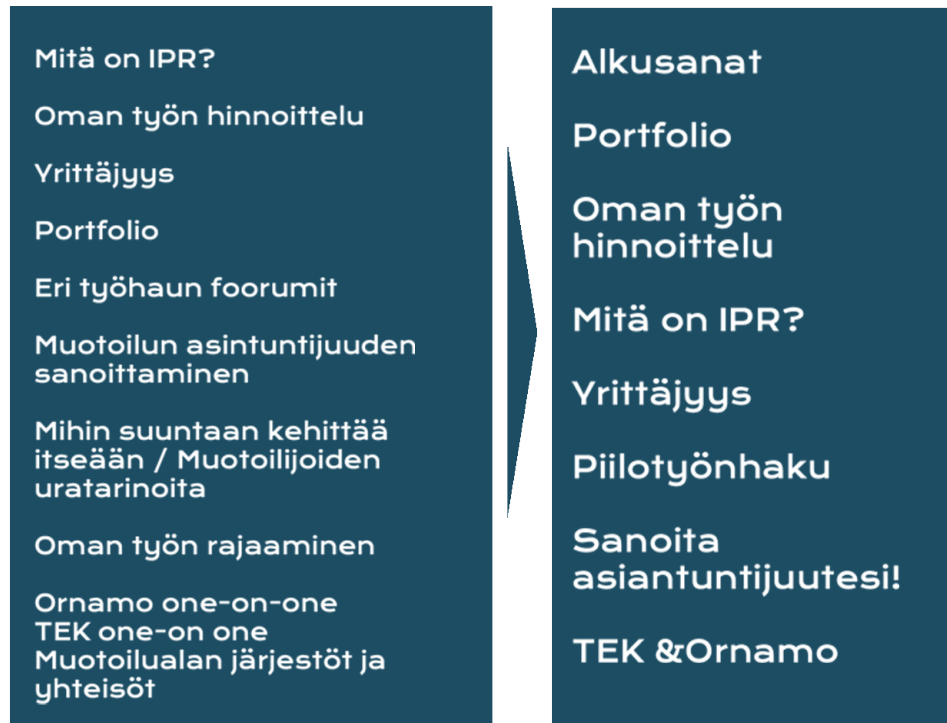 Mitä on IPR?
Oman työn hinnoittelu
Yrittäjyys
Portfolio
Eri työhaun foorumit
Muotoilun asintuntijuuden
sanoittaminen
Mihin suuntaan kehittää
itseään / Muotoilijoiden
uratarinoita
Oman työn rajaaminen
Ornamo one-on-one
TEK one-on one
Muotoilualan järjestöt ja
yhteisöt
Alkusanat
Portfolio
Oman työn
hinnoittelu
Mitä on IPR?
Yrittäjyys
Piilotyönhaku
Sanoita
asiantuntijuutesi!
TEK &Ornamo